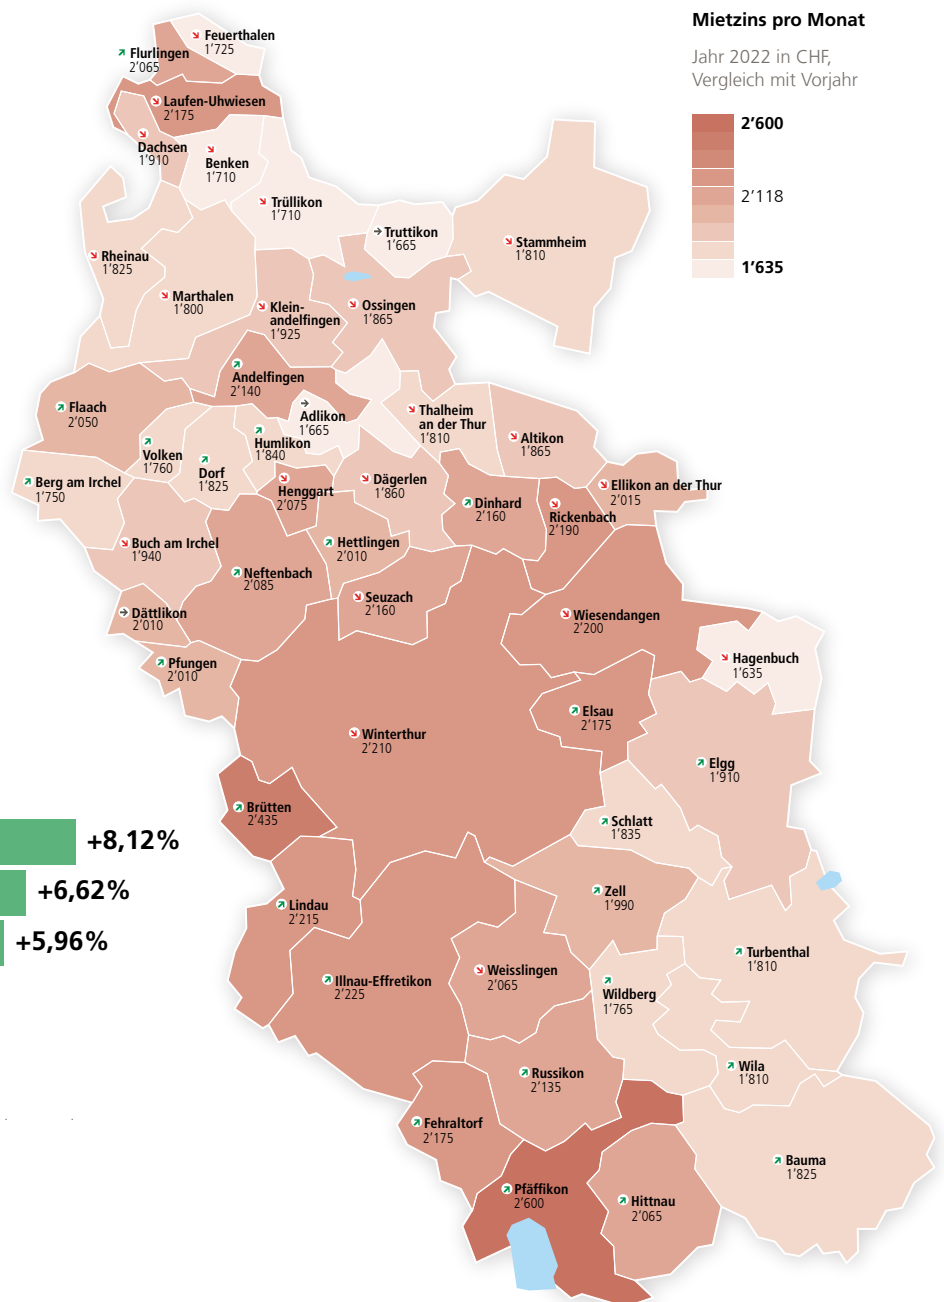 Mietzins pro Monat
Jahr 2022 in CHF,
Vergleich mit Vorjahr
2’600
2’118
1’635
Feuerthalen
1’725
Flurlingen
2’065
Laufen-Uhwiesen
2’175
Dachsen
1’910
Benken
1’710
Trüllikon
1’710
Truttikon
1’665
Stammheim
1’810
Rheinau
1’825
Marthalen
1’800
Klein-
andelfingen
1’925
Ossingen
1’865
Andelfingen
2’140
Flaach
2’050
Adlikon
1’665
Thalheim
an der Thur
1’810
Altikon
1’865
Volken
1’760
Dorf
1’825
Humlikon
1’840
Berg am Irchel
1’750
Henggart
2’075
Dägerlen
1’860
Dinhard
2’160
Rickenbach
2’190
Ellikon an der Thur
2’015
Buch am Irchel
1’940
Hettlingen
2’010
Neftenbach
2’085
Seuzach
2’160
Dättlikon
2’010
Wiesendangen
2’200
Pfungen
2’010
Hagenbuch
1’635
Elsau
2’175
Winterthur
2’210
Elgg
1’910
Brütten
2’435
Schlatt
1’835
+8,12%
+6,62%
+5,96%
Zell
1’990
Lindau
2’215
Turbenthal
1’810
Illnau-Effretikon
2’225
Weisslingen
2’065
Wildberg
1’765
Wila
1’810
Russikon
2’135
Fehraltorf
2’175
Bauma
1’825
Pfäffikon
2’600
Hittnau
2’065